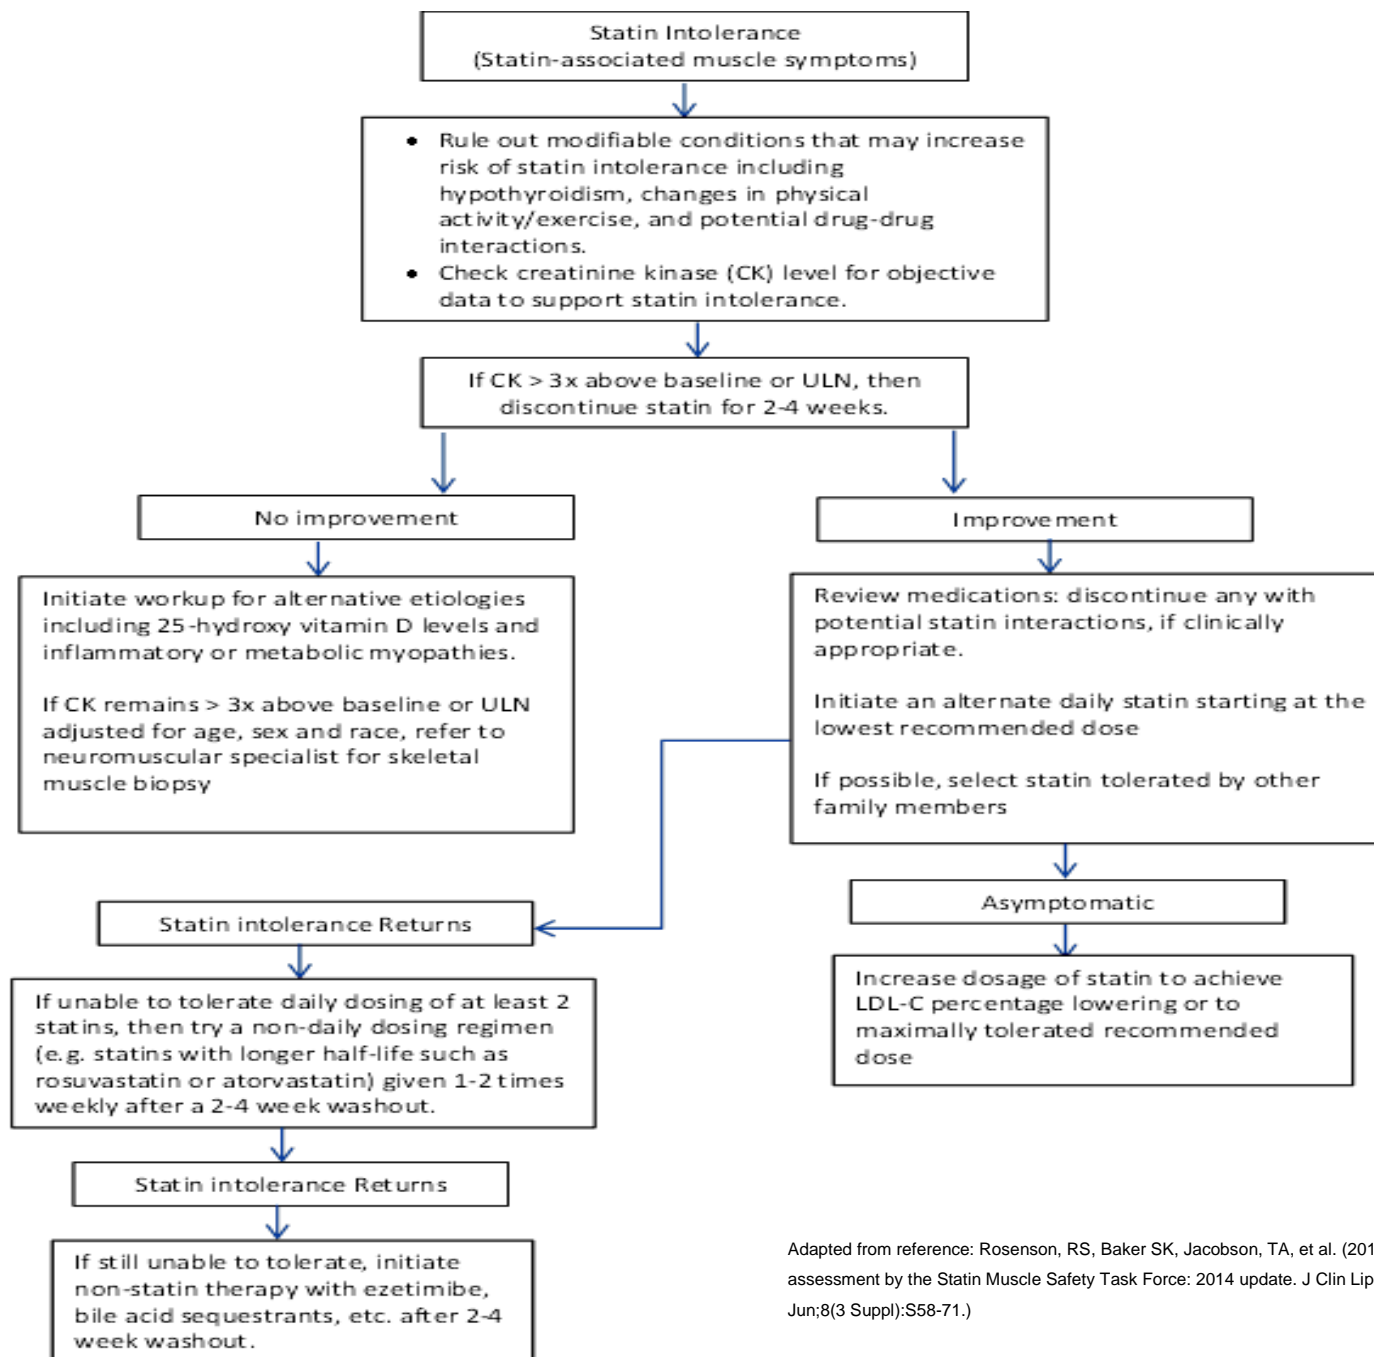 Statin Intolerance
(Statin-associated muscle symptoms)
• Rule out modifiable conditions that may increase
risk of statin intolerance including
hypothyroidism, changes in physical
activity/exercise, and potential drug-drug
interactions.
• Check creatinine kinase (CK) level for objective
data to support statin intolerance.
If CK > 3x above baseline or ULN, then
discontinue statin for 2-4 weeks.
No improvement
Improvement
Initiate workup for alternative etiologies
including 25-hydroxy vitamin D levels and
inflammatory or metabolic myopathies.
If CK remains > 3x above baseline or ULN
adjusted for age, sex and race, refer to
neuromuscular specialist for skeletal
muscle biopsy
Review medications: discontinue any with
potential statin interactions, if clinically
appropriate.
Initiate an alternate daily statin starting at the
lowest recommended dose
If possible, select statin tolerated by other
family members
Statin intolerance Returns
Asymptomatic
If unable to tolerate daily dosing of at least 2
statins, then try a non-daily dosing regimen
(e.g. statins with longer half-life such as
rosuvastatin or atorvastatin) given 1-2 times
weekly after a 2-4 week washout.
Increase dosage of statin to achieve
LDL-C percentage lowering or to
maximally tolerated recommended
dose
Statin intolerance Returns
If still unable to tolerate, initiate
non-statin therapy with ezetimibe,
bile acid sequestrants, etc. after 2-4
week washout.
Adapted from reference: Rosenson, RS, Baker SK, Jacobson, TA, et al. (201
assessment by the Statin Muscle Safety Task Force: 2014 update. J Clin Lip
Jun;8(3 Suppl):S58-71.)